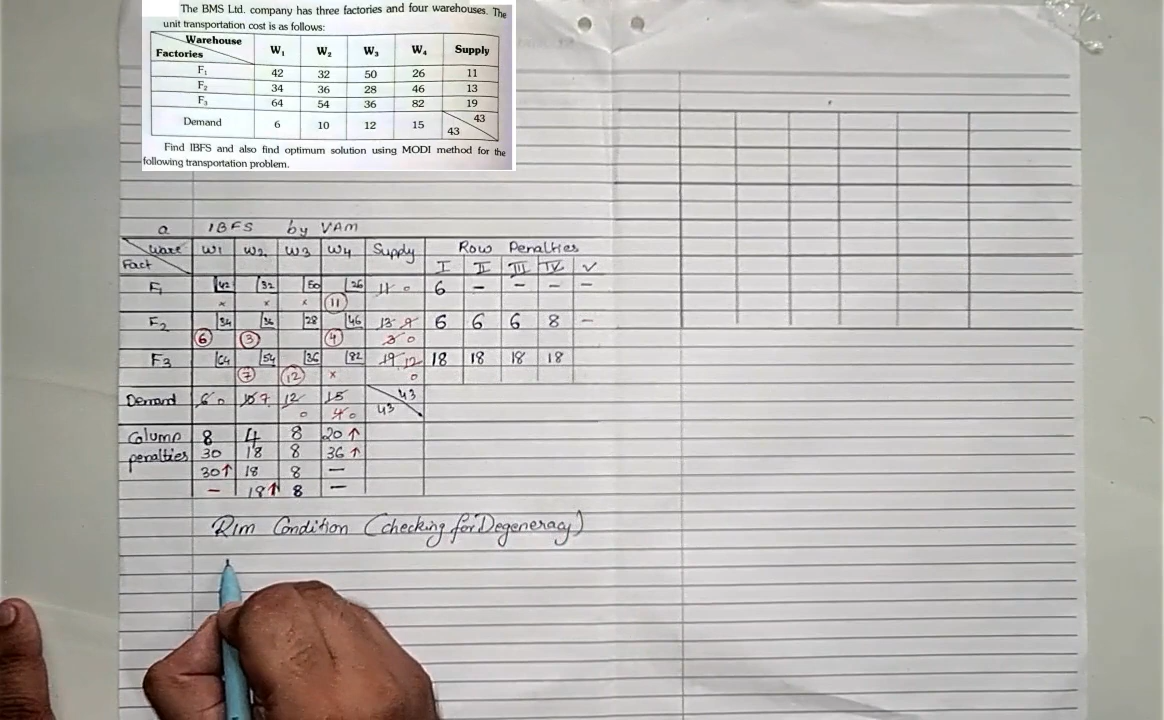 The BMS Ltd. company has three factories and four warehouses. The
unit transportation cost is as follows:
Warehouse
Factories W₁ W₂ W₃ W₄ Supply
F₁ 42 32 50 26 11
F₂ 34 36 28 46 13
F₃ 64 54 36 82 19
Demand 6 10 12 15 43 43
Find IBFS and also find optimum solution using MODI method for the
following transportation problem.
a IBFS by VAM
Ware W1 W2 W3 W4 Supply Row Penalties
Fact I II III IV V
F1 42 32 50 26 11 0 6 - - - -
x x x 11
F2 34 36 28 46 13 9 6 6 6 8 -
6 3 4 3 0
F3 64 54 36 82 19 12 18 18 18 18
7 12 x 0
Demand 6 0 10 7 12 15 43
0 4 0 43
Column 8 4 8 20 ↑
penalties 30 18 8 36 ↑
30↑ 18 8 -
- 18↑ 8 -
Rim Condition (checking for Degeneracy)